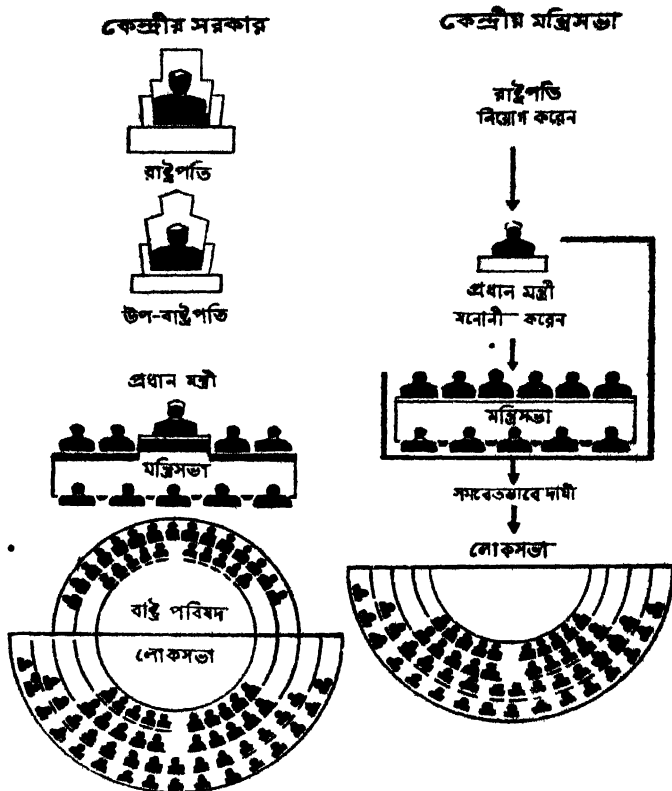 কেন্দ্রীয় সরকার
রাষ্ট্রপতি
উপ-রাষ্ট্রপতি
প্রধান মন্ত্রী
মন্ত্রিসভা
রাষ্ট্র পরিষদ
লোকসভা
কেন্দ্রীয় মন্ত্রিসভা
রাষ্ট্রপতি
নিয়োগ করেন
প্রধান মন্ত্রী
করেন
মন্ত্রিসভা
সমবেতভাবে দায়ী
লোকসভা